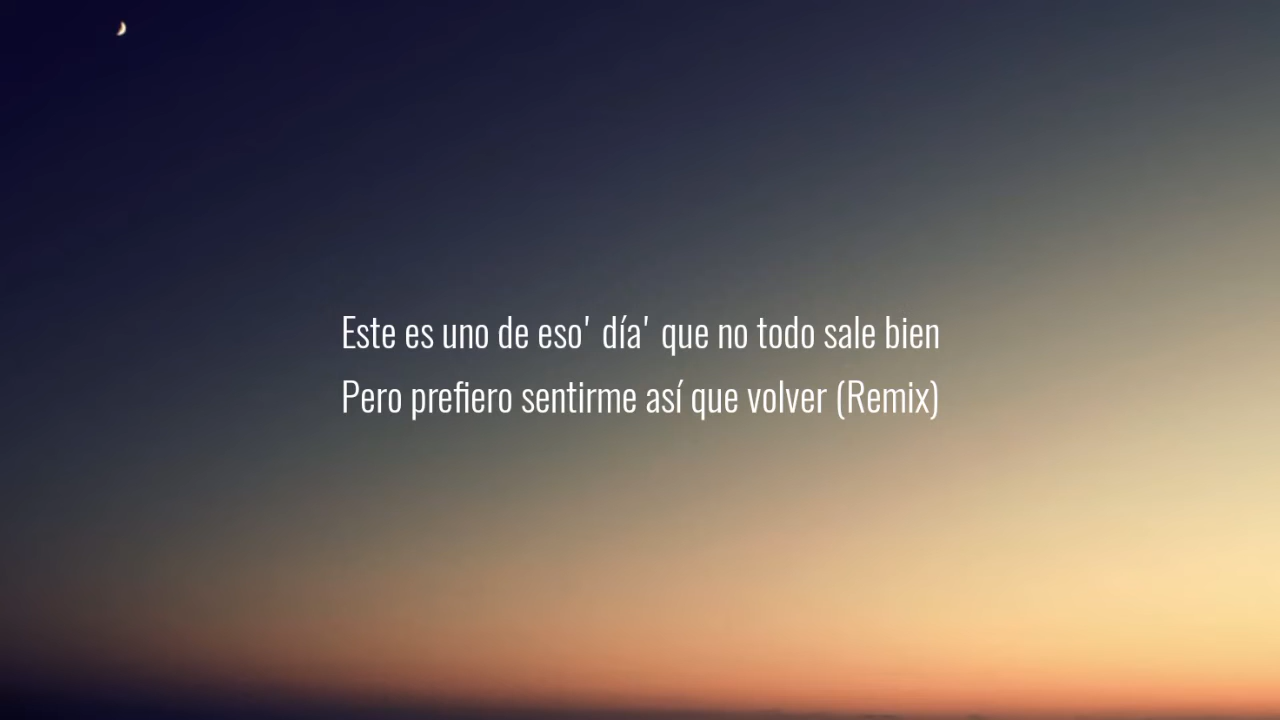 Este es uno de eso' día' que no todo sale bien
Pero prefiero sentirme así que volver (Remix)